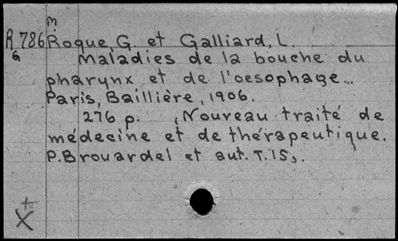 m
R 786 Roque, G. et Galliard, L.
6
Maladies de la bouche du
pharynx et de l'oesophage...
Paris, Baillière, 1906.
276 p. (Nouveau traité de
médecine et de thérapeutique.
P. Brouardel et aut. T.15).
+
X